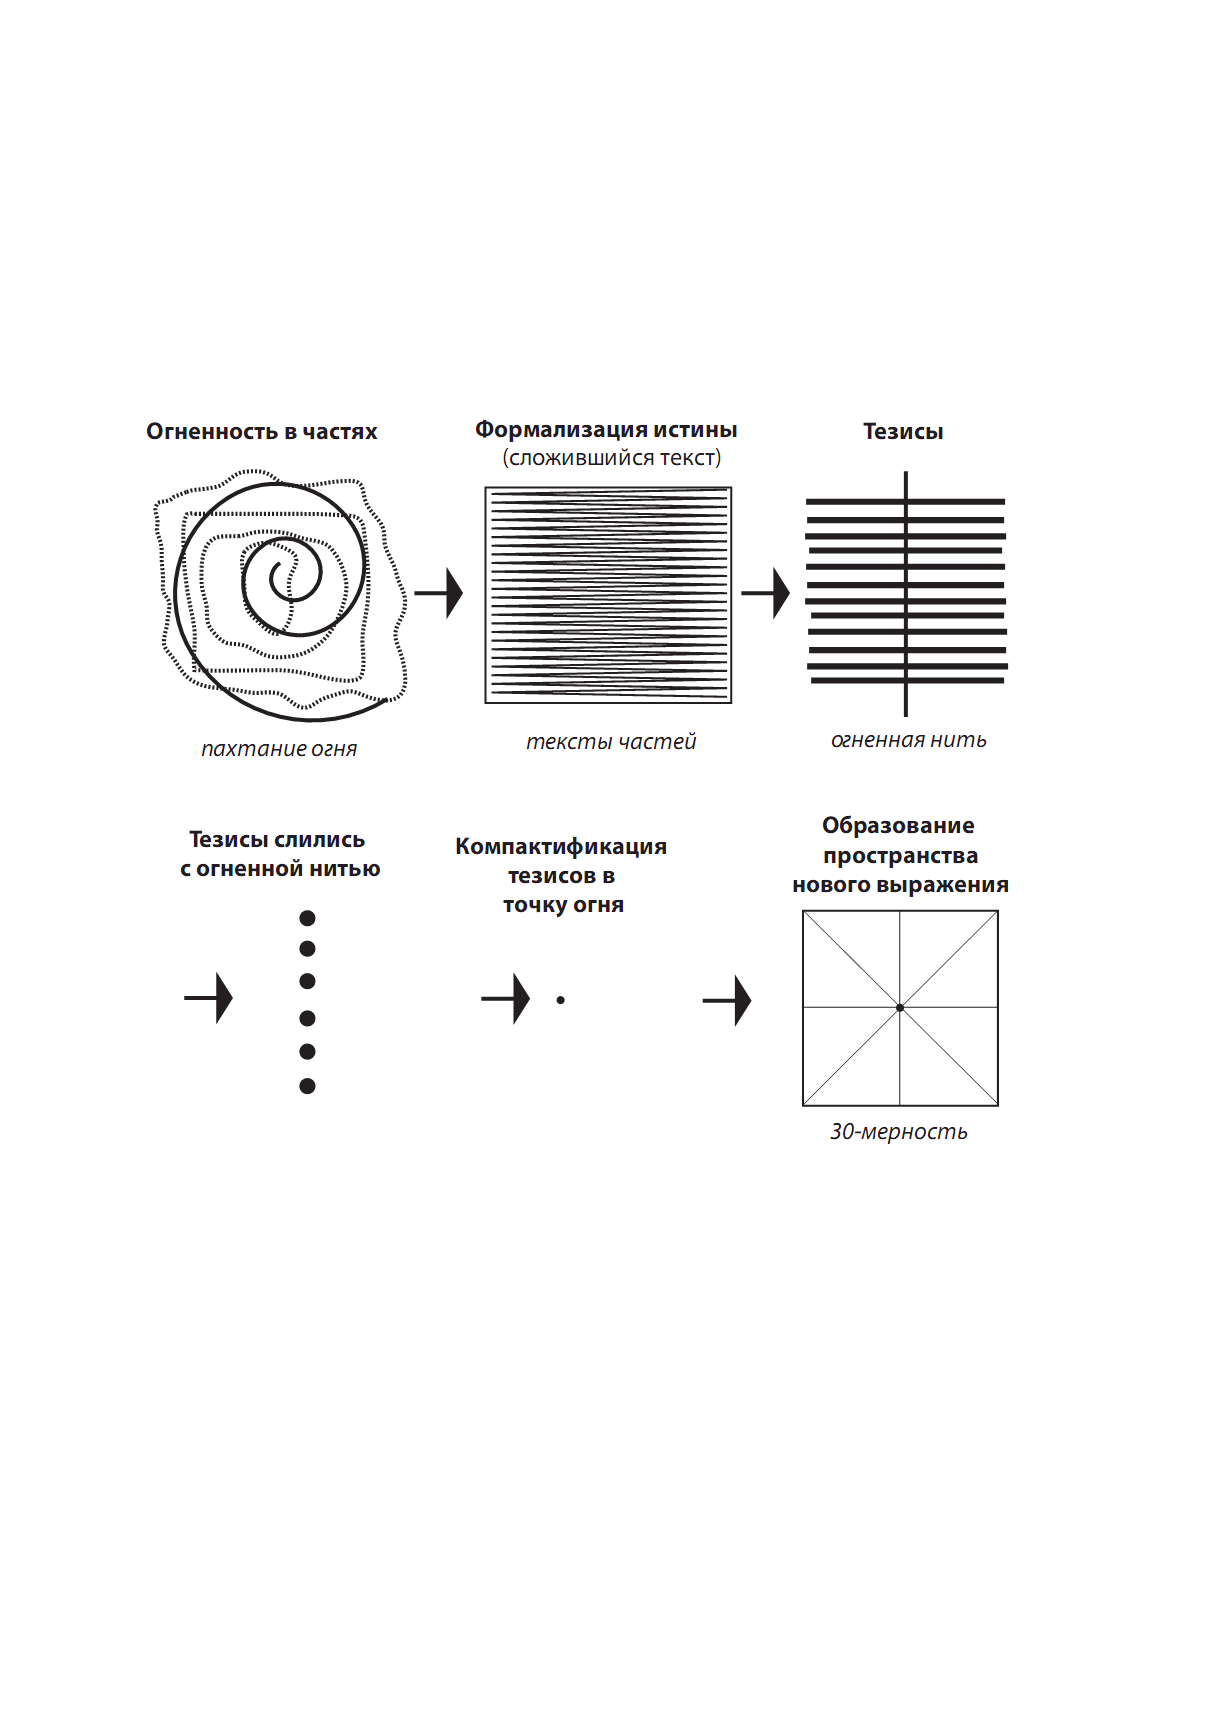 Огненность в частях
Формализация истины
(сложившийся текст)
Тезисы
пахтание огня
тексты частей
огненная нить
Тезисы слились
с огненной нитью
Компактификация
тезисов в
точку огня
Образование
пространства
нового выражения
30-мерность